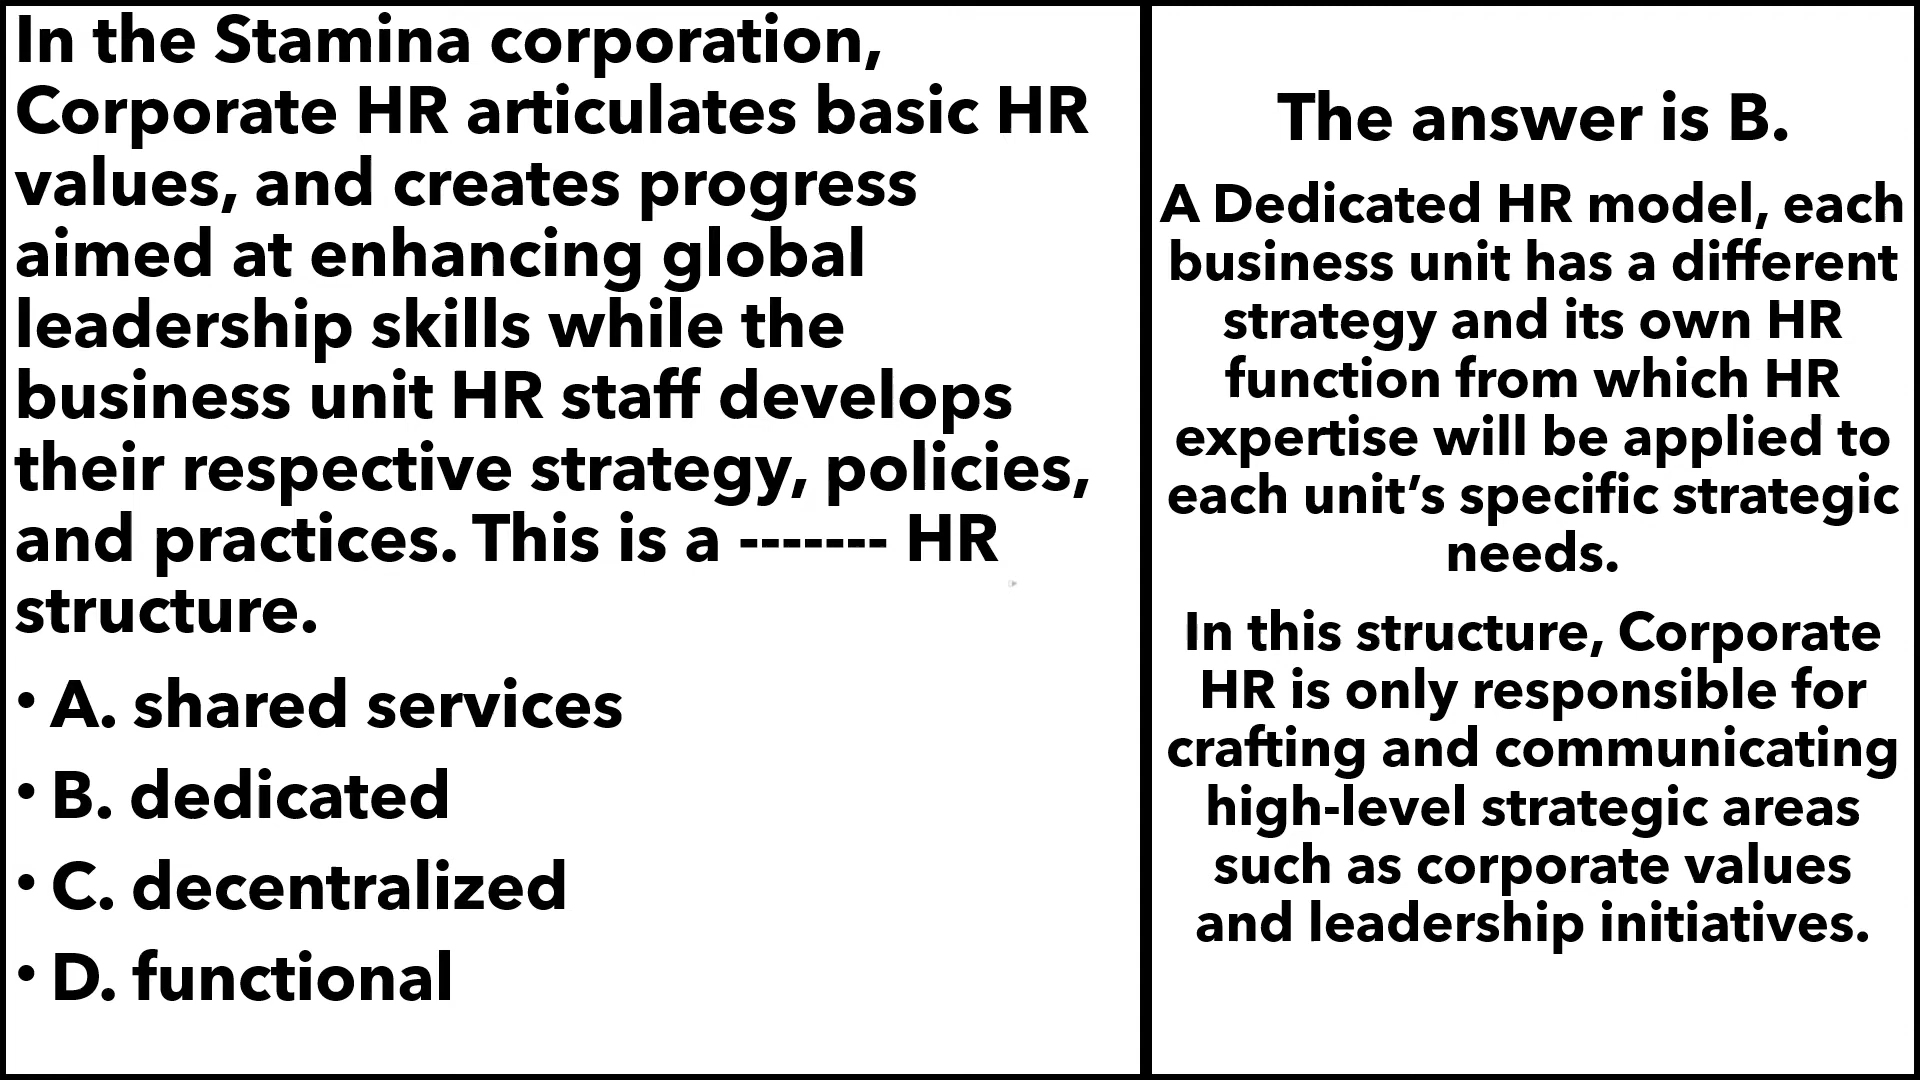 In the Stamina corporation,
Corporate HR articulates basic HR
values, and creates progress
aimed at enhancing global
leadership skills while the
business unit HR staff develops
their respective strategy, policies,
and practices. This is a ------- HR
structure.
• A. shared services
• B. dedicated
• C. decentralized
• D. functional
The answer is B.
A Dedicated HR model, each
business unit has a different
strategy and its own HR
function from which HR
expertise will be applied to
each unit’s specific strategic
needs.
In this structure, Corporate
HR is only responsible for
crafting and communicating
high-level strategic areas
such as corporate values
and leadership initiatives.